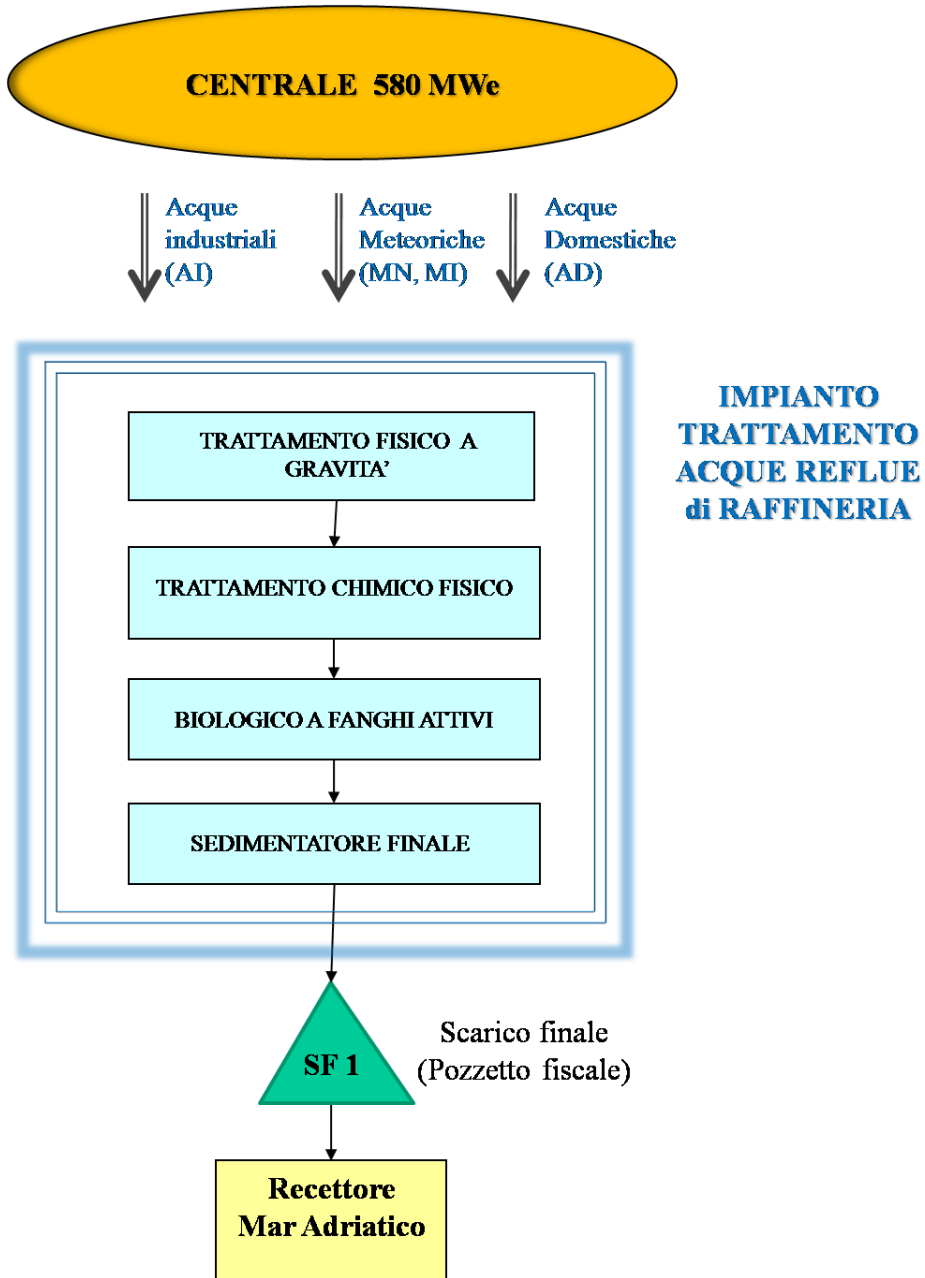 CENTRALE 580 MWe
Acque
industriali
(AI)
Acque
Meteoriche
(MN, MI)
Acque
Domestiche
(AD)
IMPIANTO
TRATTAMENTO
ACQUE REFLUE
di RAFFINERIA
TRATTAMENTO FISICO A
GRAVITA’
TRATTAMENTO CHIMICO FISICO
BIOLOGICO A FANGHI ATTIVI
SEDIMENTATORE FINALE
SF 1
Scarico finale
(Pozzetto fiscale)
Recettore
Mar Adriatico